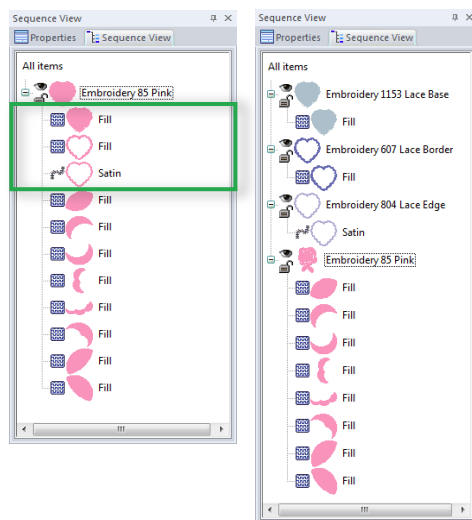 Sequence View
Properties Sequence View
All items
Embroidery 85 Pink
Fill
Fill
Satin
Fill
Fill
Fill
Fill
Fill
Fill
Fill
Fill
Sequence View
Properties Sequence View
All items
Embroidery 1153 Lace Base
Fill
Embroidery 607 Lace Border
Fill
Embroidery 804 Lace Edge
Satin
Embroidery 85 Pink
Fill
Fill
Fill
Fill
Fill
Fill
Fill
Fill